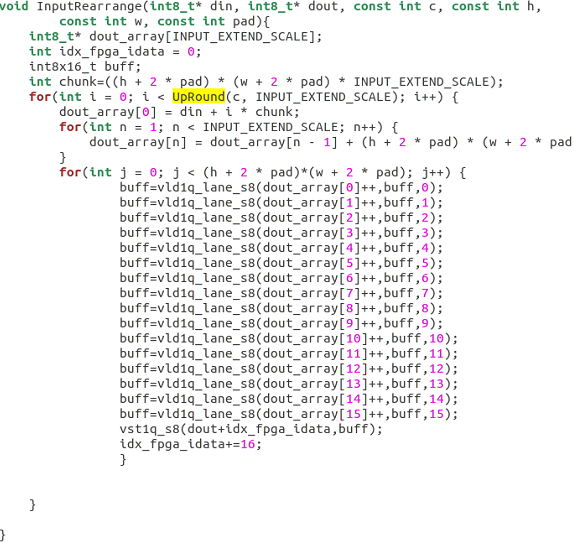 void InputRearrange(int8_t* din, int8_t* dout, const int c, const int h,
        const int w, const int pad){
    int8_t* dout_array[INPUT_EXTEND_SCALE];
    int idx_fpga_idata = 0;
    int8x16_t buff;
    int chunk=((h + 2 * pad) * (w + 2 * pad) * INPUT_EXTEND_SCALE);
    for(int i = 0; i < UpRound(c, INPUT_EXTEND_SCALE); i++) {
        dout_array[0] = din + i * chunk;
        for(int n = 1; n < INPUT_EXTEND_SCALE; n++) {
            dout_array[n] = dout_array[n - 1] + (h + 2 * pad) * (w + 2 * pad
        }
        for(int j = 0; j < (h + 2 * pad)*(w + 2 * pad); j++) {
                buff=vld1q_lane_s8(dout_array[0]++,buff,0);
                buff=vld1q_lane_s8(dout_array[1]++,buff,1);
                buff=vld1q_lane_s8(dout_array[2]++,buff,2);
                buff=vld1q_lane_s8(dout_array[3]++,buff,3);
                buff=vld1q_lane_s8(dout_array[4]++,buff,4);
                buff=vld1q_lane_s8(dout_array[5]++,buff,5);
                buff=vld1q_lane_s8(dout_array[6]++,buff,6);
                buff=vld1q_lane_s8(dout_array[7]++,buff,7);
                buff=vld1q_lane_s8(dout_array[8]++,buff,8);
                buff=vld1q_lane_s8(dout_array[9]++,buff,9);
                buff=vld1q_lane_s8(dout_array[10]++,buff,10);
                buff=vld1q_lane_s8(dout_array[11]++,buff,11);
                buff=vld1q_lane_s8(dout_array[12]++,buff,12);
                buff=vld1q_lane_s8(dout_array[13]++,buff,13);
                buff=vld1q_lane_s8(dout_array[14]++,buff,14);
                buff=vld1q_lane_s8(dout_array[15]++,buff,15);
                vst1q_s8(dout+idx_fpga_idata,buff);
                idx_fpga_idata+=16;
                }
    }
}